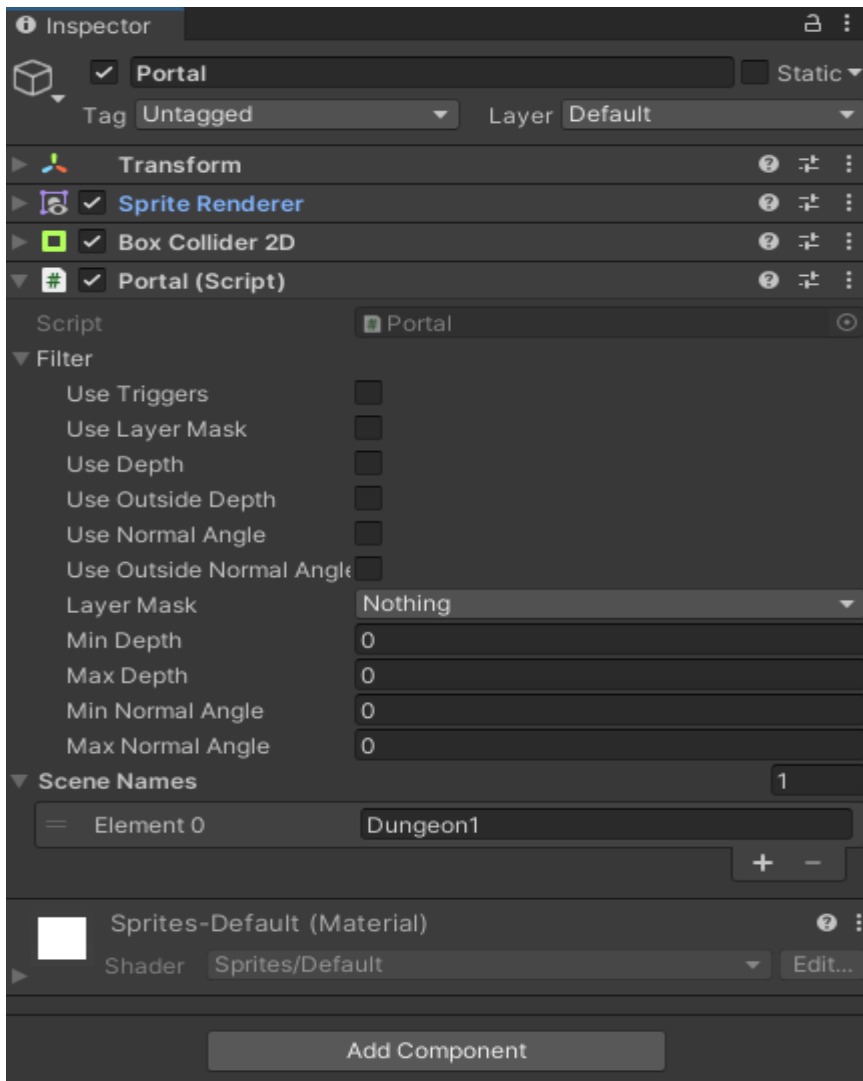 Inspector
Portal
Static
Tag Untagged Layer Default
Transform
Sprite Renderer
Box Collider 2D
# Portal (Script)
Script # Portal
Filter
Use Triggers
Use Layer Mask
Use Depth
Use Outside Depth
Use Normal Angle
Use Outside Normal Angle
Layer Mask Nothing
Min Depth 0
Max Depth 0
Min Normal Angle 0
Max Normal Angle 0
Scene Names 1
Element 0 Dungeon1
+ −
Sprites-Default (Material)
Shader Sprites/Default Edit...
Add Component